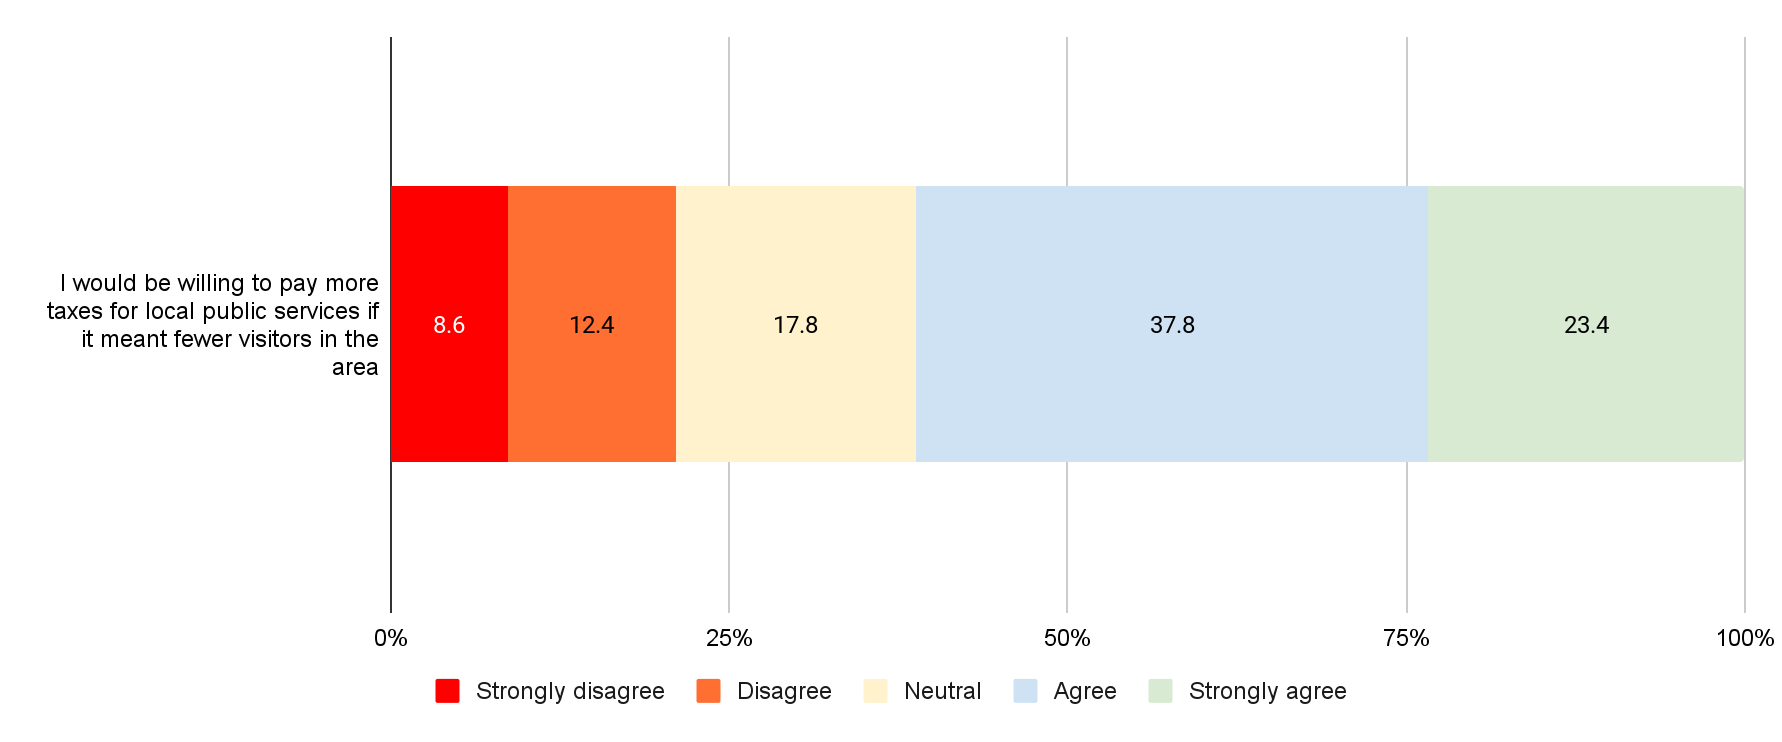 I would be willing to pay more
taxes for local public services if
it meant fewer visitors in the
area
8.6
12.4
17.8
37.8
23.4
0%
25%
50%
75%
100%
Strongly disagree
Disagree
Neutral
Agree
Strongly agree